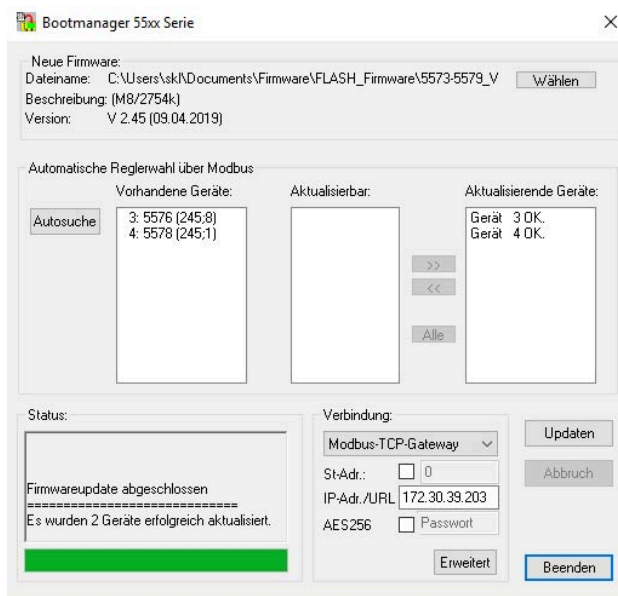 Bootmanager 55xx Serie
Neue Firmware:
Dateiname: C:\Users\skl\Documents\Firmware\FLASH_Firmware\5573-5579_V Wählen
Beschreibung: (M8/2754k)
Version: V 2.45 (09.04.2019)
Automatische Reglerwahl über Modbus
Vorhandene Geräte: Aktualisierbar: Aktualisierende Geräte:
Autosuche
3: 5576 (245;8)
4: 5578 (245;1)
Gerät 3 OK.
Gerät 4 OK.
>>
<<
Alle
Status:
Firmwareupdate abgeschlossen
=============================
Es wurden 2 Geräte erfolgreich aktualisiert.
Verbindung:
Modbus-TCP-Gateway
St-Adr.: 0
IP-Adr./URL 172.30.39.203
AES256 Passwort
Erweitert
Updaten
Abbruch
Beenden